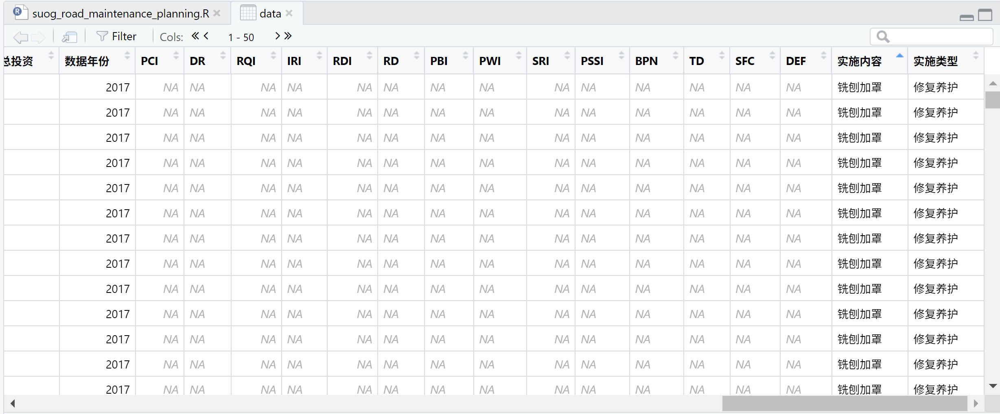 suog_road_maintenance_planning.R data
Filter Cols: 1 - 50
总投资 数据年份 PCI DR RQI IRI RDI RD PBI PWI SRI PSSI BPN TD SFC DEF 实施内容 实施类型
2017 NA NA NA NA NA NA NA NA NA NA NA NA NA NA 铣刨加罩 修复养护
2017 NA NA NA NA NA NA NA NA NA NA NA NA NA NA 铣刨加罩 修复养护
2017 NA NA NA NA NA NA NA NA NA NA NA NA NA NA 铣刨加罩 修复养护
2017 NA NA NA NA NA NA NA NA NA NA NA NA NA NA 铣刨加罩 修复养护
2017 NA NA NA NA NA NA NA NA NA NA NA NA NA NA 铣刨加罩 修复养护
2017 NA NA NA NA NA NA NA NA NA NA NA NA NA NA 铣刨加罩 修复养护
2017 NA NA NA NA NA NA NA NA NA NA NA NA NA NA 铣刨加罩 修复养护
2017 NA NA NA NA NA NA NA NA NA NA NA NA NA NA 铣刨加罩 修复养护
2017 NA NA NA NA NA NA NA NA NA NA NA NA NA NA 铣刨加罩 修复养护
2017 NA NA NA NA NA NA NA NA NA NA NA NA NA NA 铣刨加罩 修复养护
2017 NA NA NA NA NA NA NA NA NA NA NA NA NA NA 铣刨加罩 修复养护
2017 NA NA NA NA NA NA NA NA NA NA NA NA NA NA 铣刨加罩 修复养护
2017 NA NA NA NA NA NA NA NA NA NA NA NA NA NA 铣刨加罩 修复养护